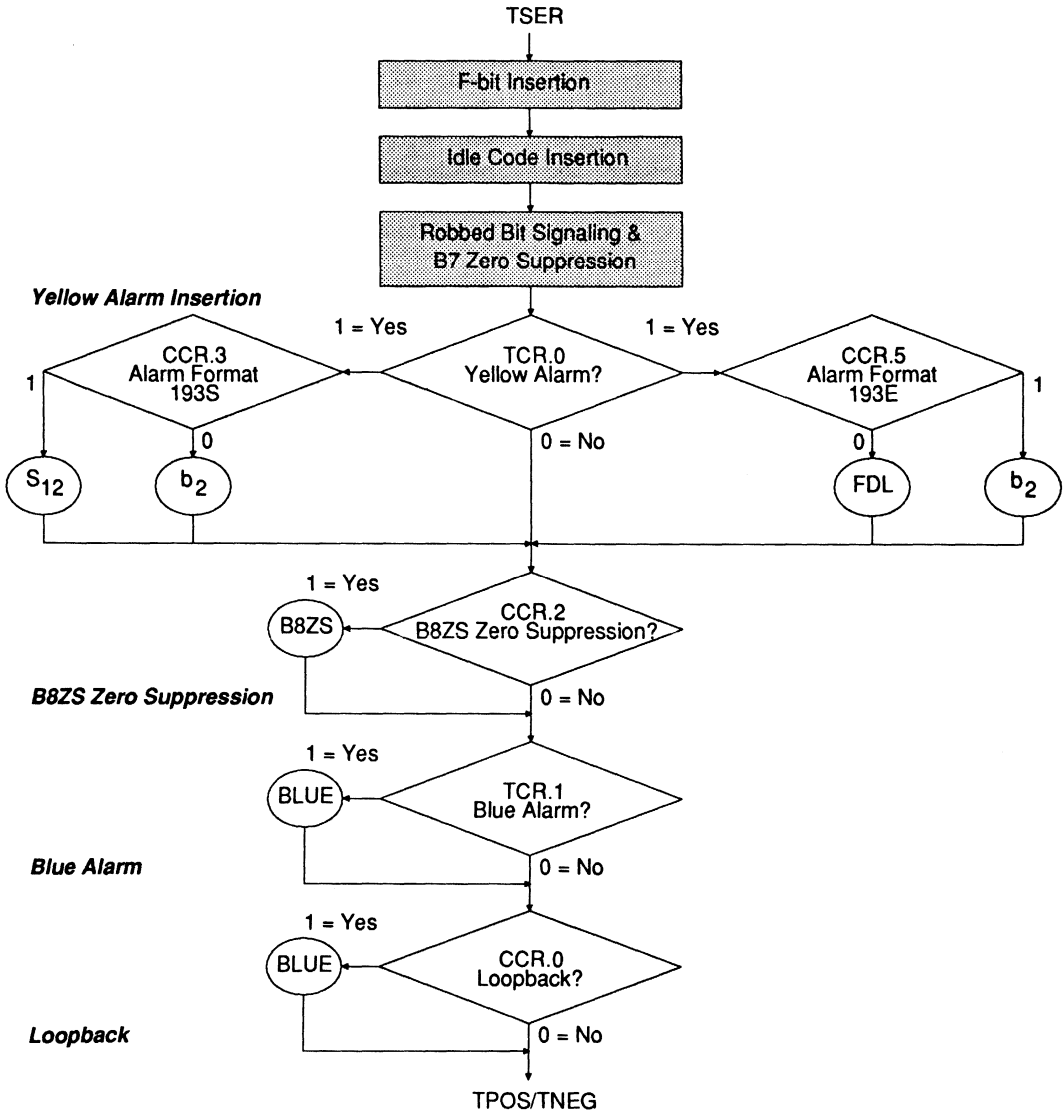 TSER
F-bit Insertion
Idle Code Insertion
Robbed Bit Signaling &
B7 Zero Suppression
Yellow Alarm Insertion
1 = Yes
1 = Yes
CCR.3
Alarm Format
193S
TCR.0
Yellow Alarm?
CCR.5
Alarm Format
193E
1
1
0
0 = No
0
S12
b2
FDL
b2
1 = Yes
CCR.2
B8ZS Zero Suppression?
B8ZS
B8ZS Zero Suppression
0 = No
1 = Yes
TCR.1
Blue Alarm?
BLUE
Blue Alarm
0 = No
1 = Yes
CCR.0
Loopback?
BLUE
Loopback
0 = No
TPOS/TNEG